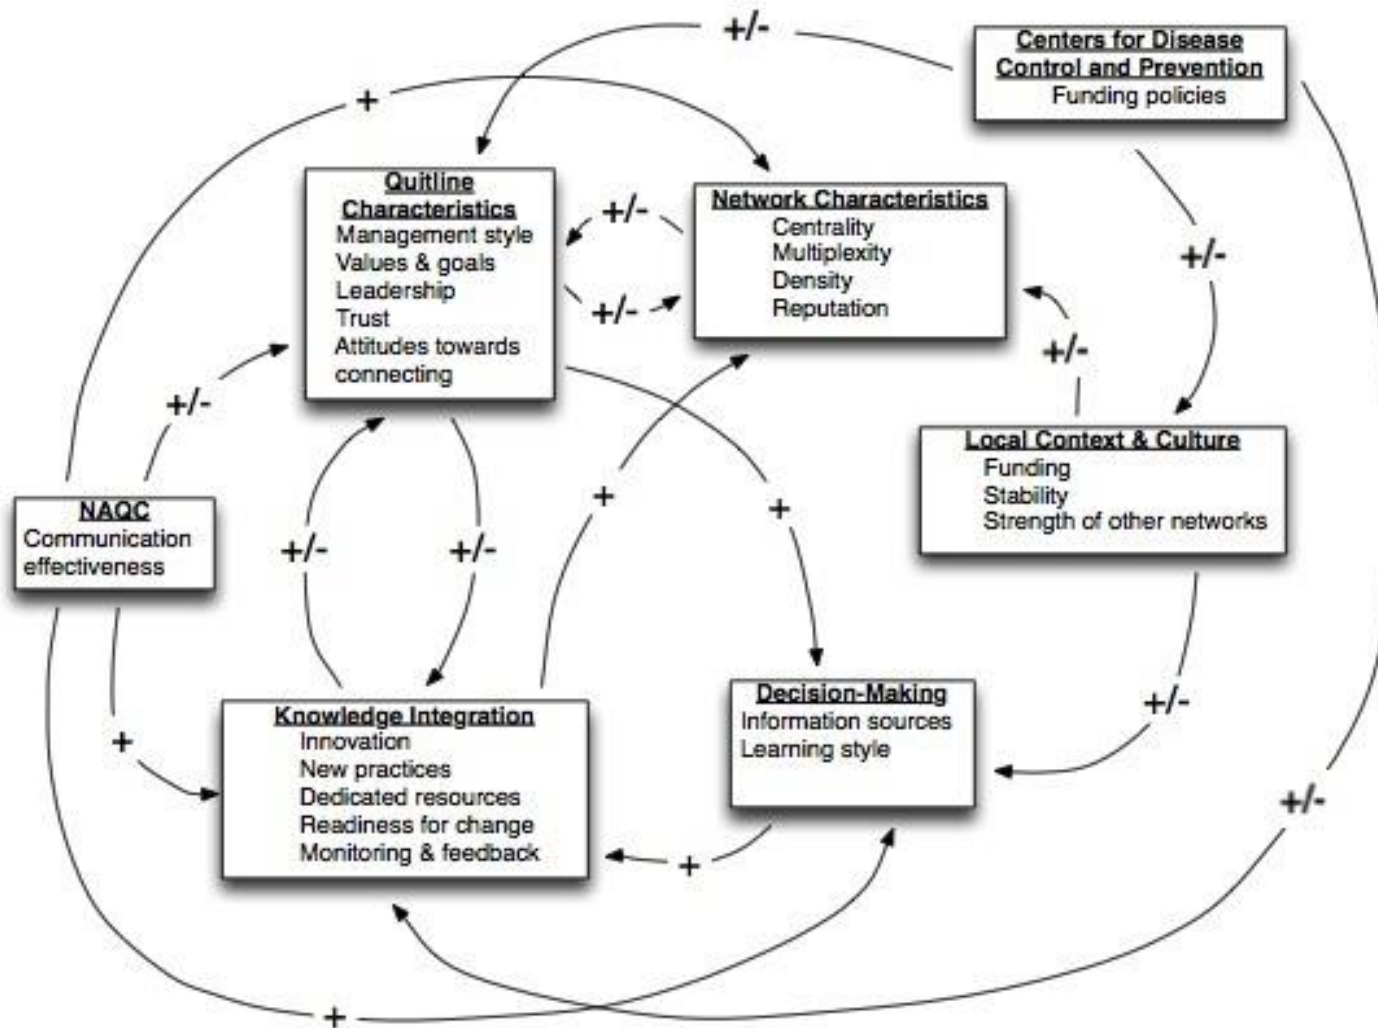 +/-
Centers for Disease
Control and Prevention
Funding policies
+
Quitline
Characteristics
Management style
Values & goals
Leadership
Trust
Attitudes towards
connecting
+/-
+/-
Network Characteristics
Centrality
Multiplexity
Density
Reputation
+/-
+/-
+/-
Local Context & Culture
Funding
Stability
Strength of other networks
NAQC
Communication
effectiveness
+/-
+/-
+
+
+
Knowledge Integration
Innovation
New practices
Dedicated resources
Readiness for change
Monitoring & feedback
Decision-Making
Information sources
Learning style
+/-
+/-
+
+